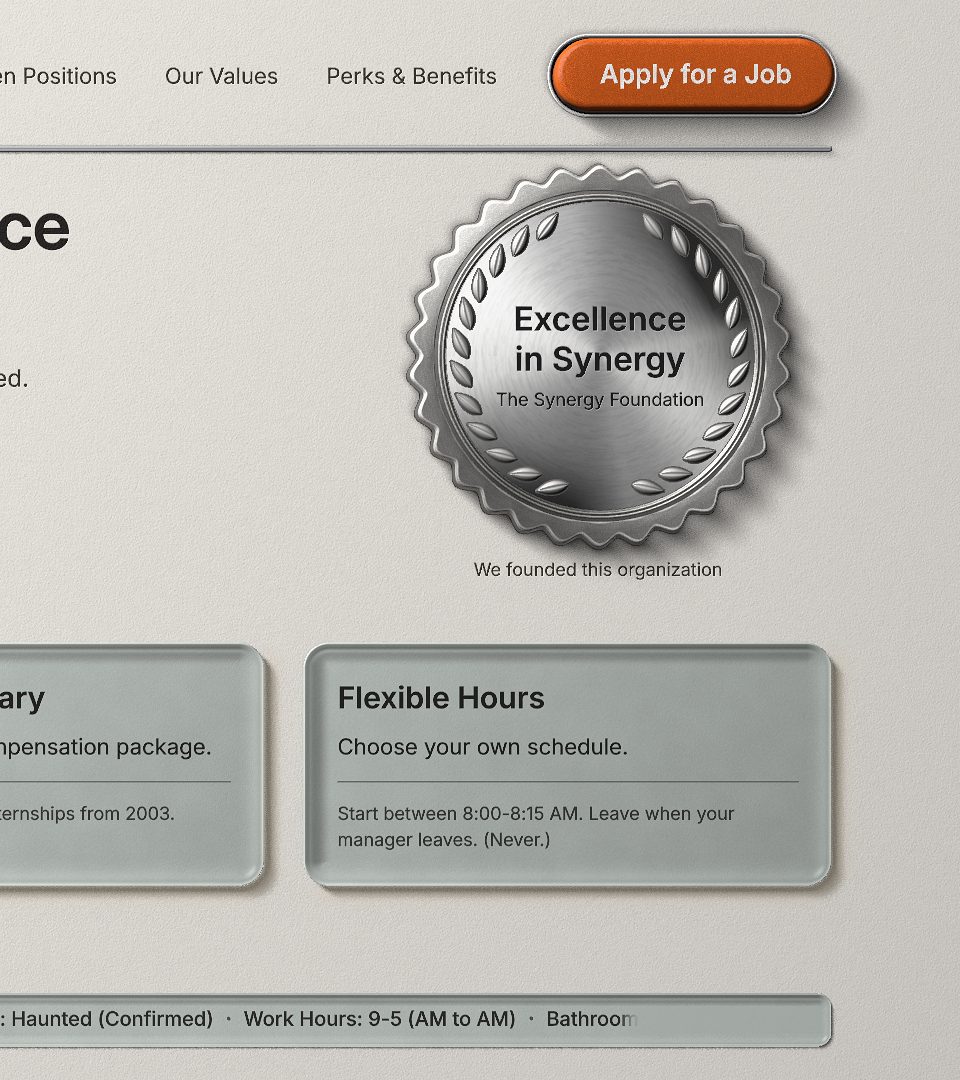 en Positions Our Values Perks & Benefits Apply for a Job
ce
Excellence
in Synergy
The Synergy Foundation
ed.
We founded this organization
ary
mpensation package.
ternships from 2003.
Flexible Hours
Choose your own schedule.
Start between 8:00-8:15 AM. Leave when your
manager leaves. (Never.)
: Haunted (Confirmed) · Work Hours: 9-5 (AM to AM) · Bathroom